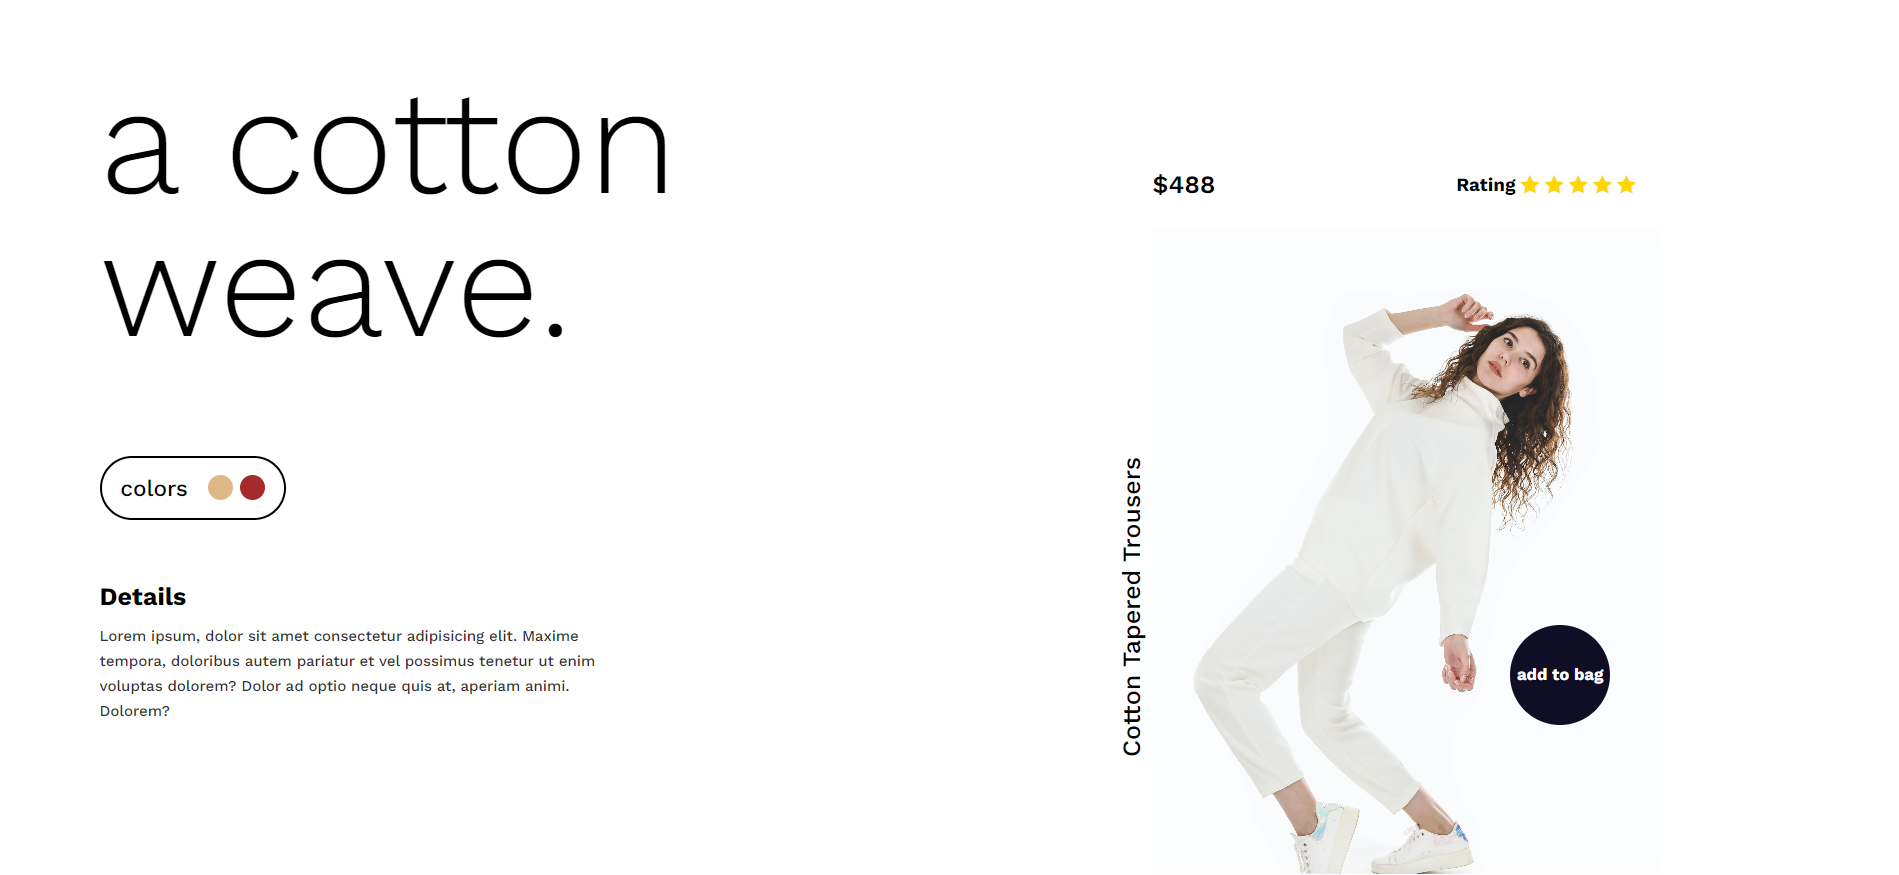 a cotton
weave.
colors
Details
Lorem ipsum, dolor sit amet consectetur adipisicing elit. Maxime
tempora, doloribus autem pariatur et vel possimus tenetur ut enim
voluptas dolorem? Dolor ad optio neque quis at, aperiam animi.
Dolorem?
$488
Rating
Cotton Tapered Trousers
add to bag